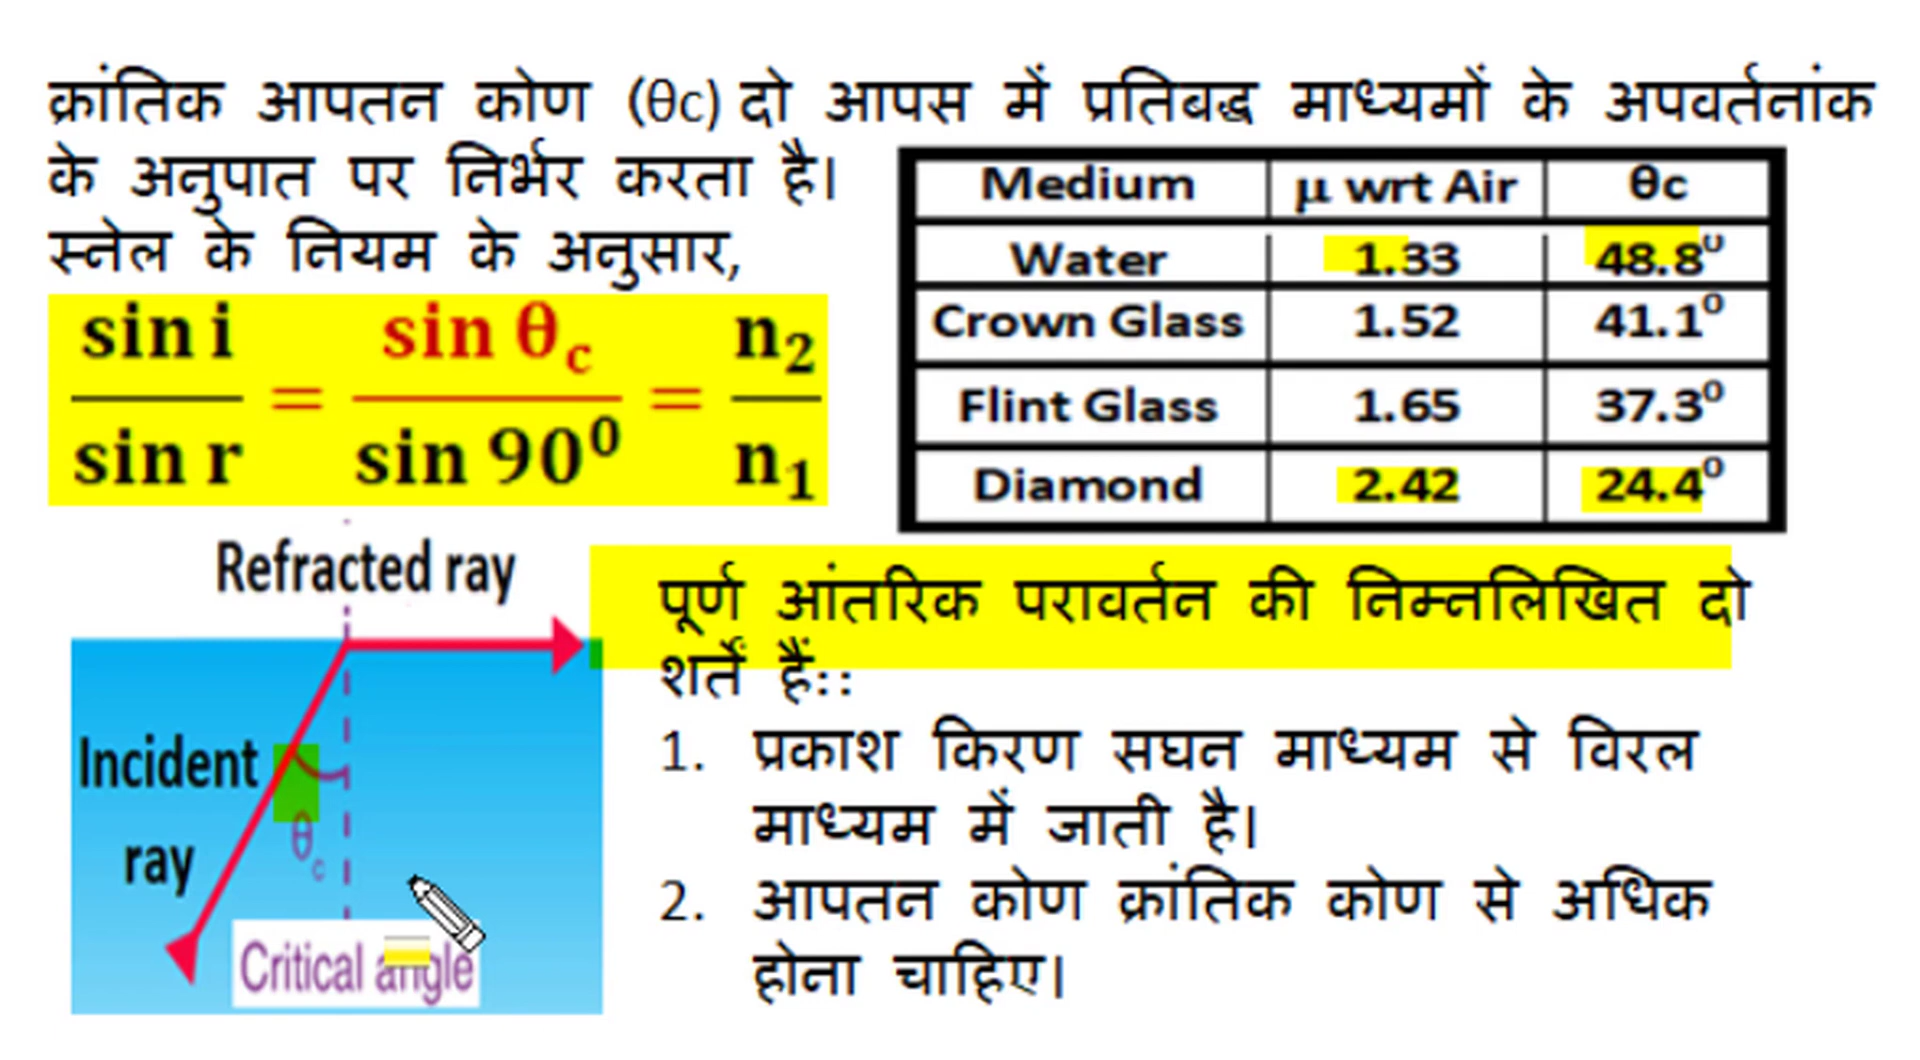 क्रांतिक आपतन कोण (θc) दो आपस में प्रतिबद्ध माध्यमों के अपवर्तनांक
के अनुपात पर निर्भर करता है।
स्नेल के नियम के अनुसार,
sin i / sin r = sin θc / sin 90⁰ = n₂ / n₁
Medium μ wrt Air θc
Water 1.33 48.8⁰
Crown Glass 1.52 41.1⁰
Flint Glass 1.65 37.3⁰
Diamond 2.42 24.4⁰
Refracted ray
Incident
ray
θc
Critical angle
पूर्ण आंतरिक परावर्तन की निम्नलिखित दो
शर्तें हैं::
1. प्रकाश किरण सघन माध्यम से विरल
माध्यम में जाती है।
2. आपतन कोण क्रांतिक कोण से अधिक
होना चाहिए।